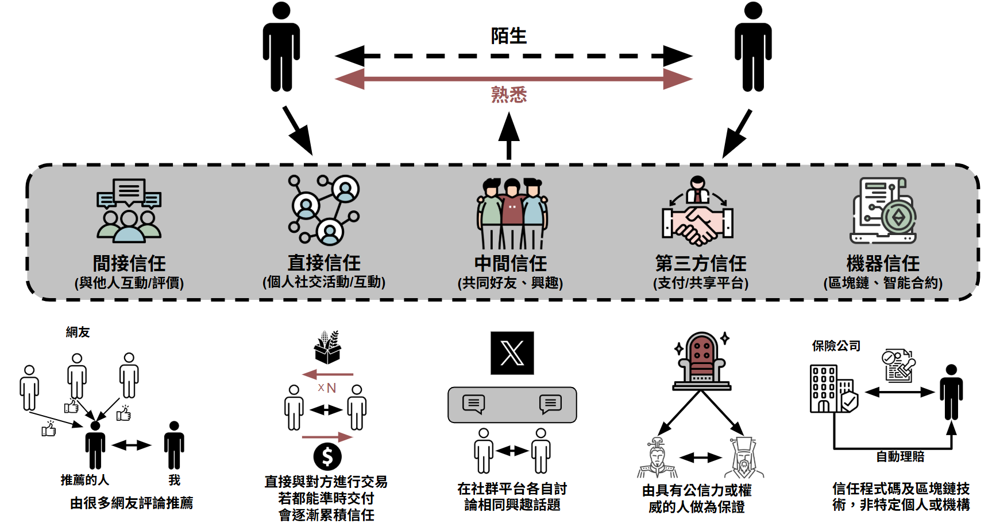 陌生
熟悉
間接信任
(與他人互動/評價)
直接信任
(個人社交活動/互動)
中間信任
(共同好友、興趣)
第三方信任
(支付/共享平台)
機器信任
(區塊鏈、智能合約)
網友
推薦的人
我
由很多網友評論推薦
x N
直接與對方進行交易
若都能準時交付
會逐漸累積信任
在社群平台各自討
論相同興趣話題
由具有公信力或權
威的人做為保證
保險公司
自動理賠
信任程式碼及區塊鏈技
術，非特定個人或機構